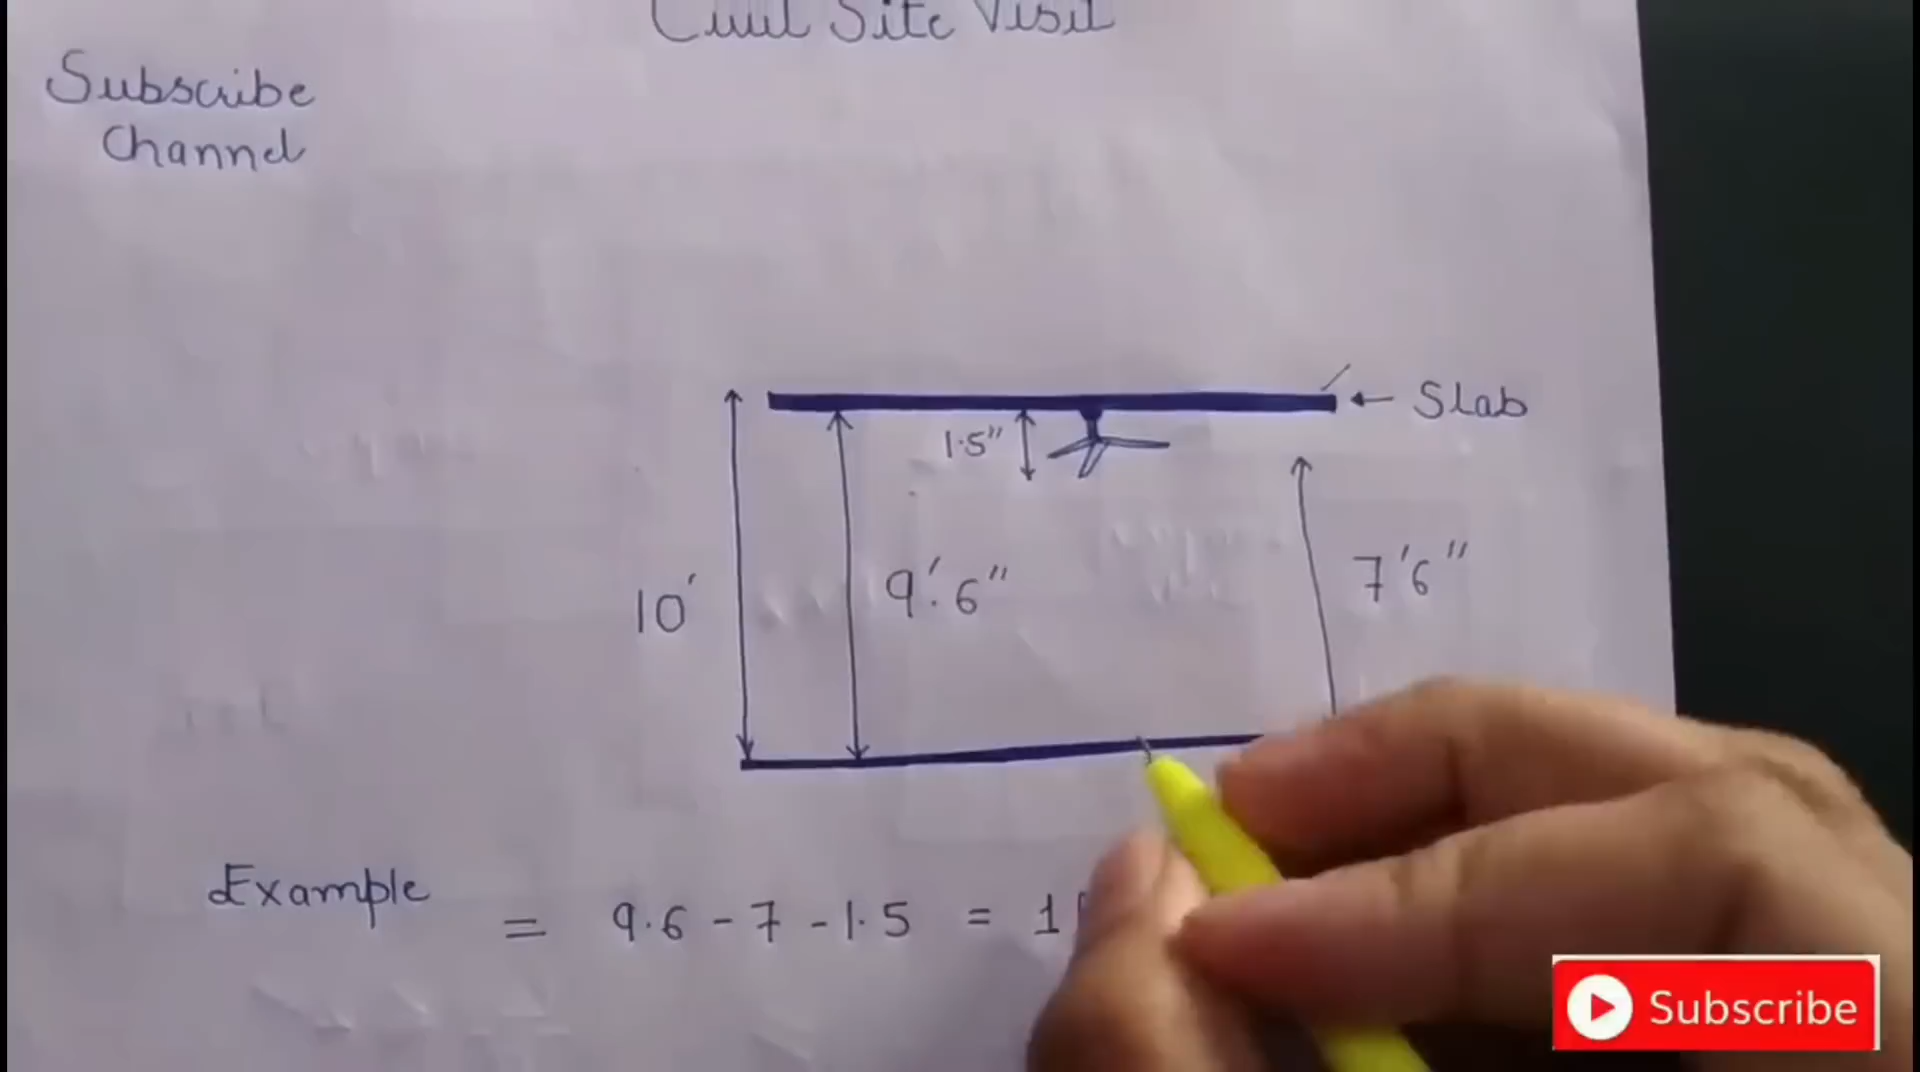 Civil Site Visit
Subscribe
Channel
← Slab
1.5"
10'
9'.6"
7'6"
Example
= 9.6 - 7 - 1.5 = 1
Subscribe